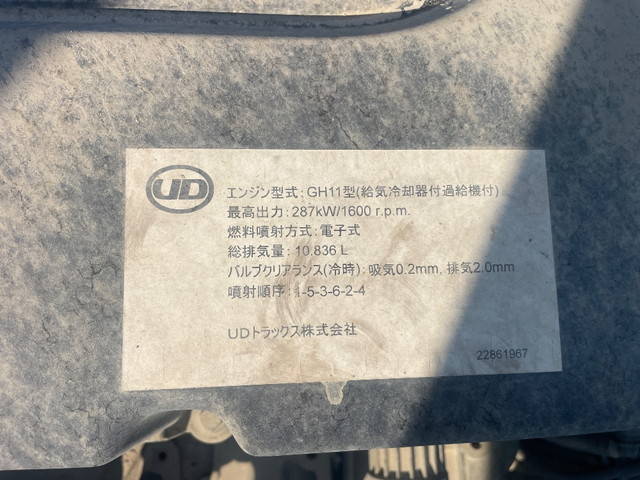 UD
エンジン型式：GH11型(給気冷却器付過給機付)
最高出力：287kW/1600 r.p.m.
燃料噴射方式：電子式
総排気量：10.836 L
バルブクリアランス(冷時)：吸気0.2mm, 排気2.0mm
噴射順序：1-5-3-6-2-4
UDトラックス株式会社
22861967